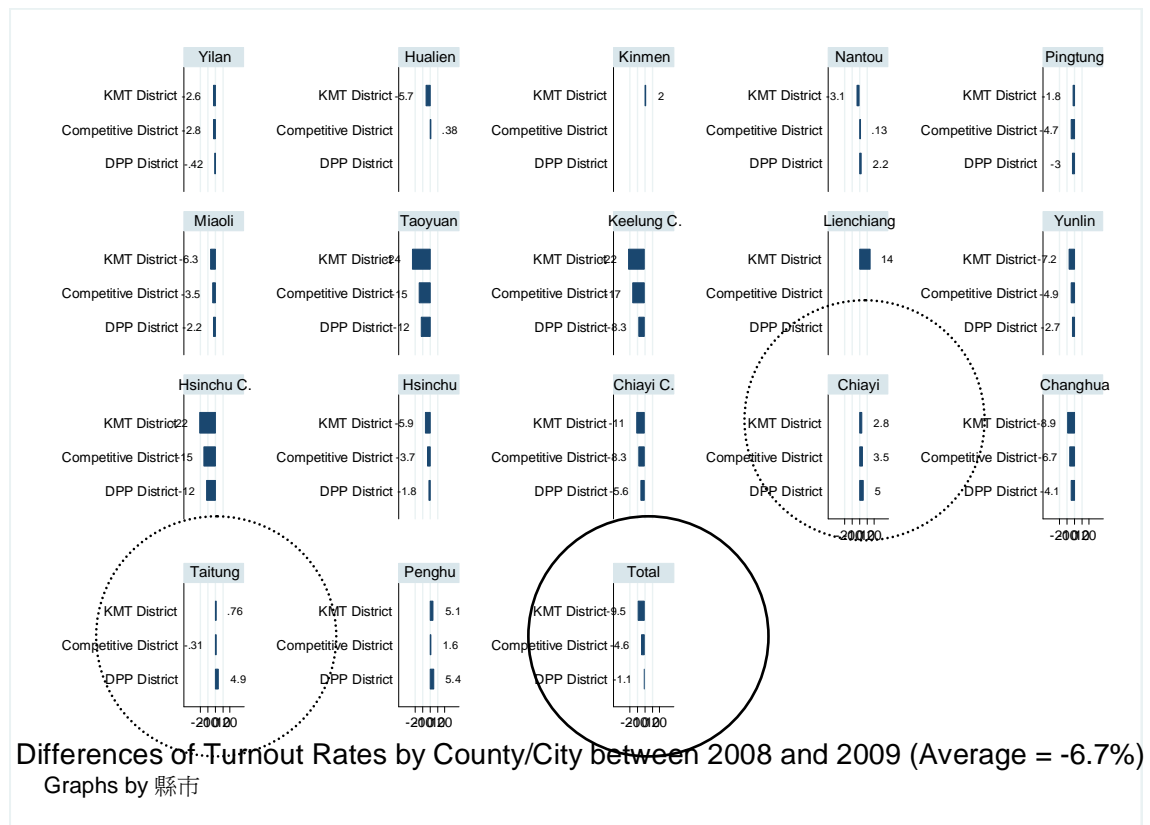 Yilan
KMT District -2.6
Competitive District -2.8
DPP District -.42
Hualien
KMT District -5.7
Competitive District .38
DPP District
Kinmen
KMT District 2
Competitive District
DPP District
Nantou
KMT District -3.1
Competitive District .13
DPP District 2.2
Pingtung
KMT District -1.8
Competitive District -4.7
DPP District -3
Miaoli
KMT District -6.3
Competitive District -3.5
DPP District -2.2
Taoyuan
KMT District -24
Competitive District -15
DPP District -12
Keelung C.
KMT District -22
Competitive District -17
DPP District -8.3
Lienchiang
KMT District 14
Competitive District
DPP District
Yunlin
KMT District -7.2
Competitive District -4.9
DPP District -2.7
Hsinchu C.
KMT District -22
Competitive District -15
DPP District -12
Hsinchu
KMT District -5.9
Competitive District -3.7
DPP District -1.8
Chiayi C.
KMT District -11
Competitive District -8.3
DPP District -5.6
Chiayi
KMT District 2.8
Competitive District 3.5
DPP District 5
Changhua
KMT District -8.9
Competitive District -6.7
DPP District -4.1
Taitung
KMT District .76
Competitive District -.31
DPP District 4.9
Penghu
KMT District 5.1
Competitive District 1.6
DPP District 5.4
Total
KMT District -9.5
Competitive District -4.6
DPP District -1.1
Differences of Turnout Rates by County/City between 2008 and 2009 (Average = -6.7%)
Graphs by 縣市